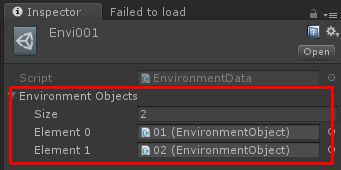 Inspector Failed to load
Envi001
Open
Script EnvironmentData
Environment Objects
Size 2
Element 0 01 (EnvironmentObject)
Element 1 02 (EnvironmentObject)